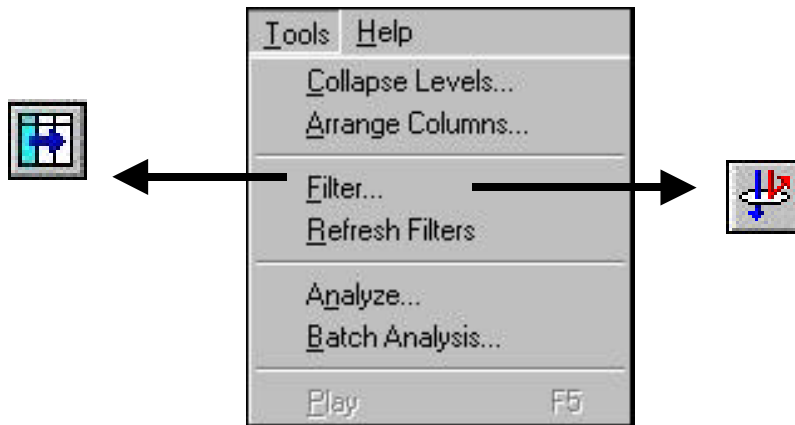 Tools Help
Collapse Levels...
Arrange Columns...
Filter...
Refresh Filters
Analyze...
Batch Analysis...
Play F5